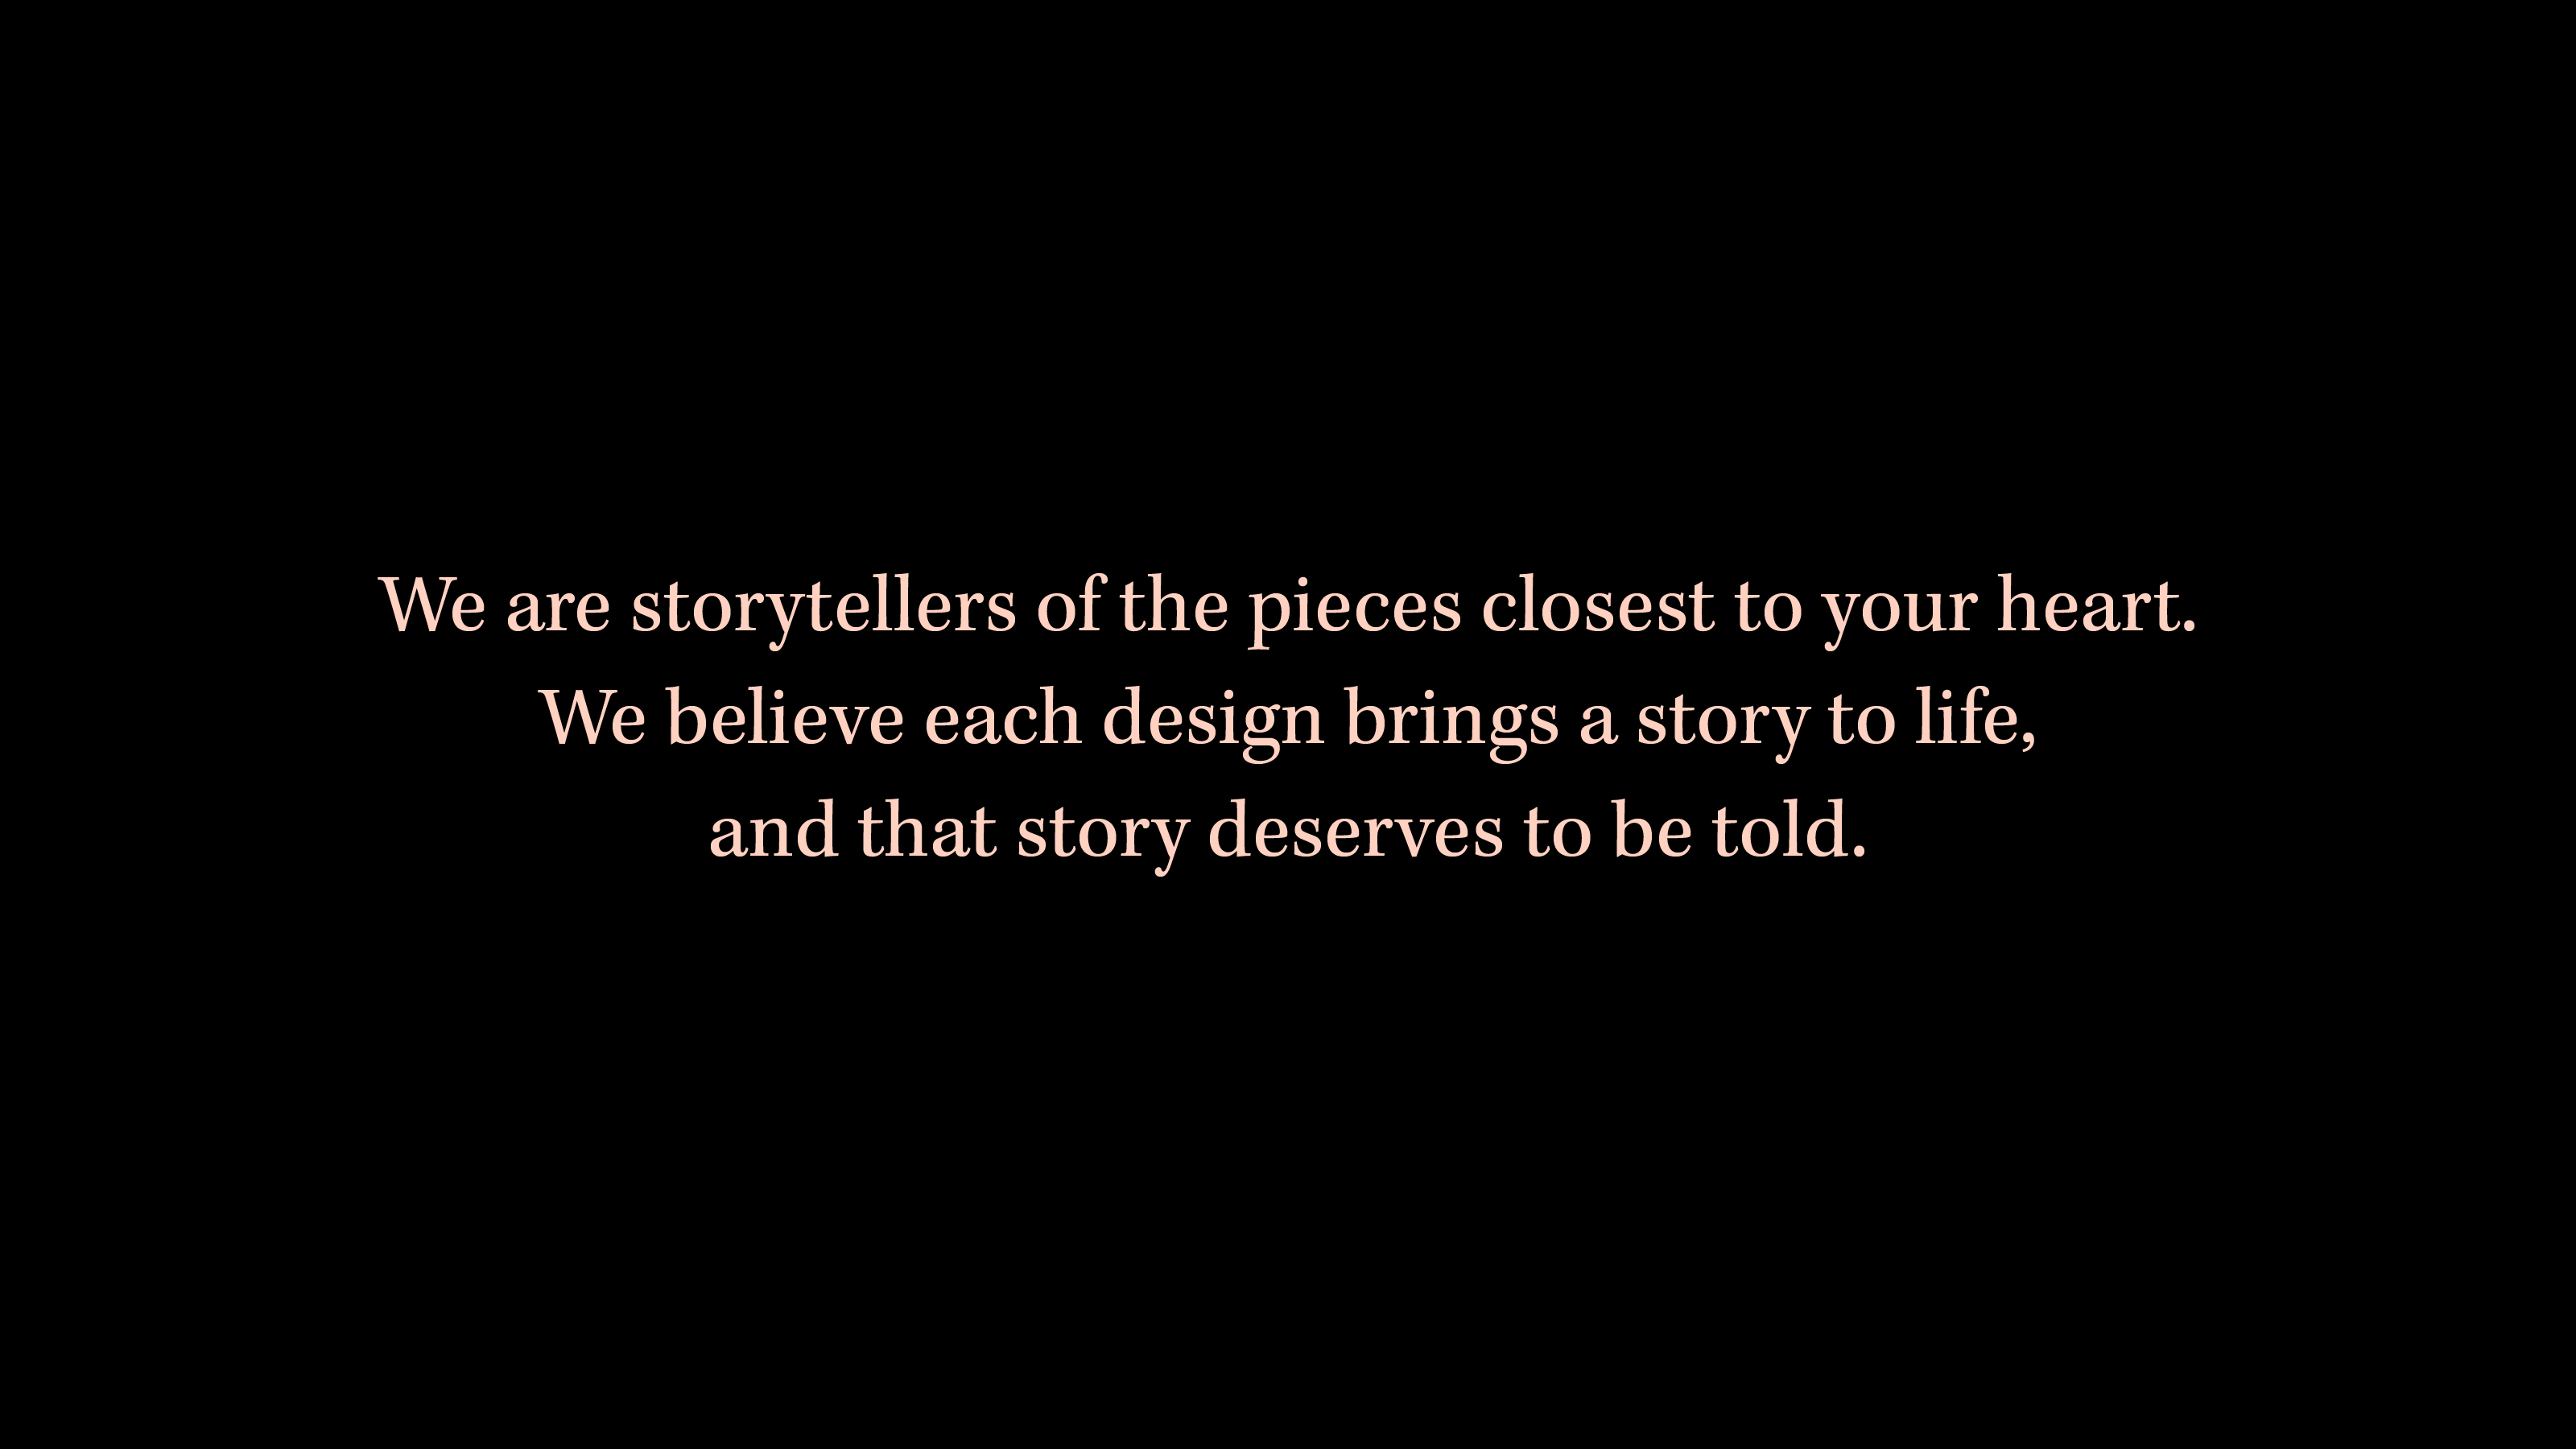 We are storytellers of the pieces closest to your heart.
We believe each design brings a story to life,
and that story deserves to be told.